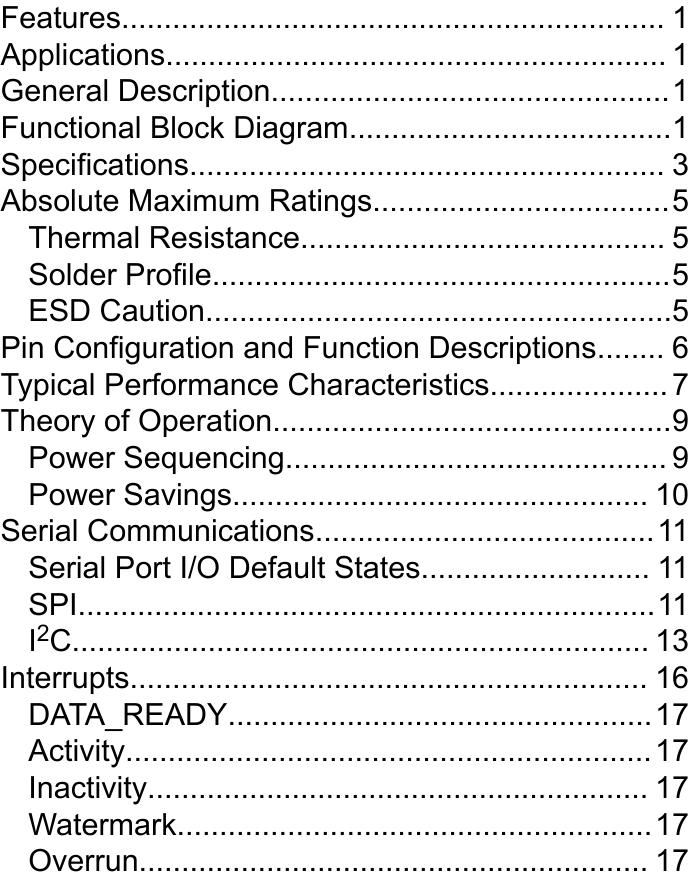 Features................................................................ 1
Applications........................................................... 1
General Description...............................................1
Functional Block Diagram......................................1
Specifications........................................................ 3
Absolute Maximum Ratings...................................5
Thermal Resistance........................................... 5
Solder Profile......................................................5
ESD Caution.......................................................5
Pin Configuration and Function Descriptions........ 6
Typical Performance Characteristics.....................7
Theory of Operation...............................................9
Power Sequencing............................................. 9
Power Savings................................................. 10
Serial Communications........................................11
Serial Port I/O Default States........................... 11
SPI....................................................................11
I²C.................................................................... 13
Interrupts............................................................. 16
DATA_READY..................................................17
Activity.............................................................. 17
Inactivity........................................................... 17
Watermark........................................................17
Overrun............................................................ 17